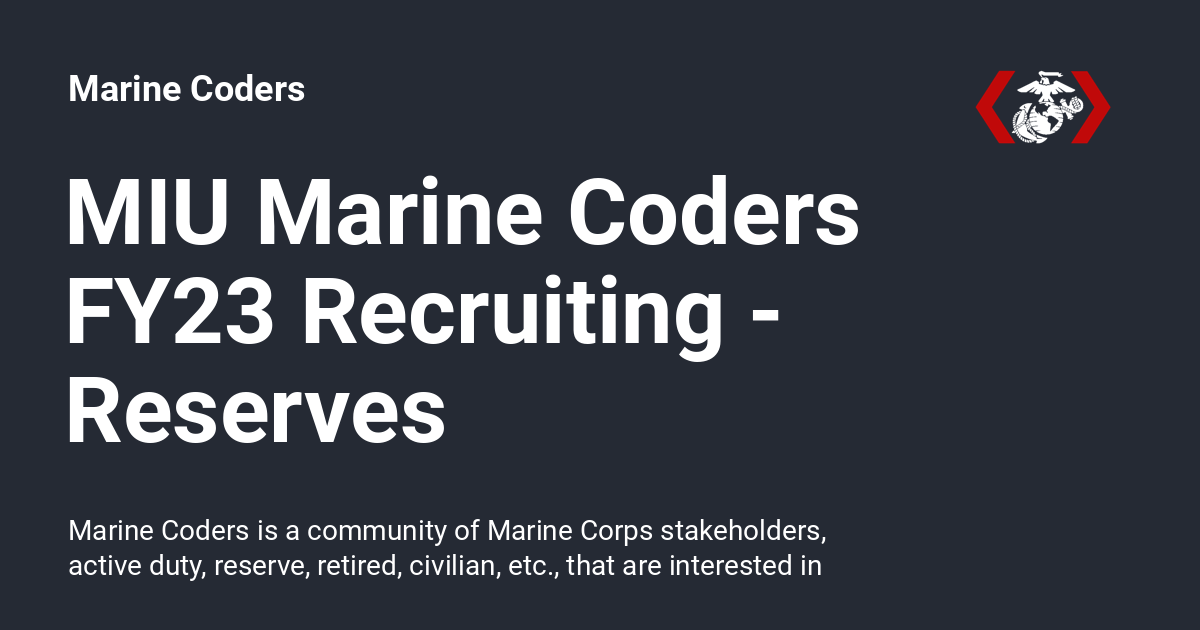 Marine Coders
MIU Marine Coders
FY23 Recruiting -
Reserves
Marine Coders is a community of Marine Corps stakeholders,
active duty, reserve, retired, civilian, etc., that are interested in